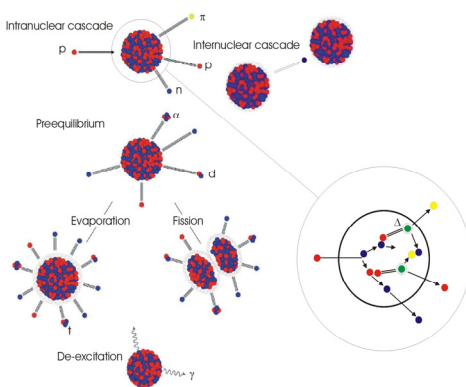 Intranuclear cascade
π
p
Internuclear cascade
p
n
Preequilibrium
α
d
Evaporation
Fission
Δ
t
De-excitation
γ